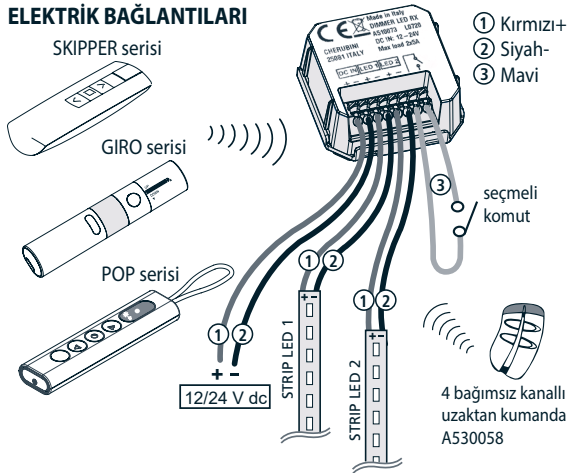 ELEKTRİK BAĞLANTILARI
SKIPPER serisi
GIRO serisi
POP serisi
CE
Made in Italy
DIMMER LED RX
A510073 L0720
CHERUBINI
25081 ITALY
DC IN: 12 – 24V
Max load 2x5A
DC IN LED 1 LED 2
+ - + - + -
1 Kırmızı+
2 Siyah-
3 Mavi
3
seçmeli
komut
1 2
1 2
1 2
+ -
12/24 V dc
+ -
STRIP LED 1
+ -
STRIP LED 2
4 bağımsız kanallı
uzaktan kumanda
A530058